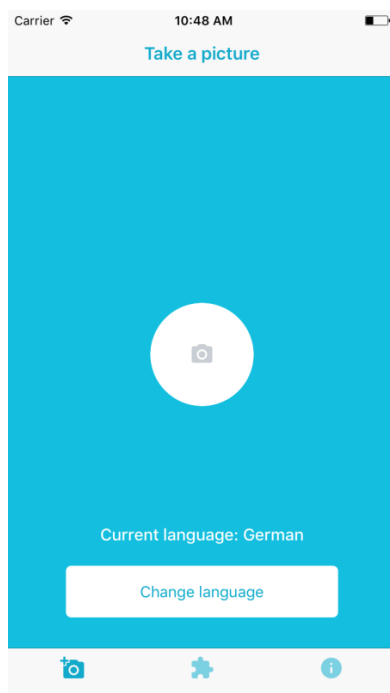 Carrier
10:48 AM
Take a picture
Current language: German
Change language